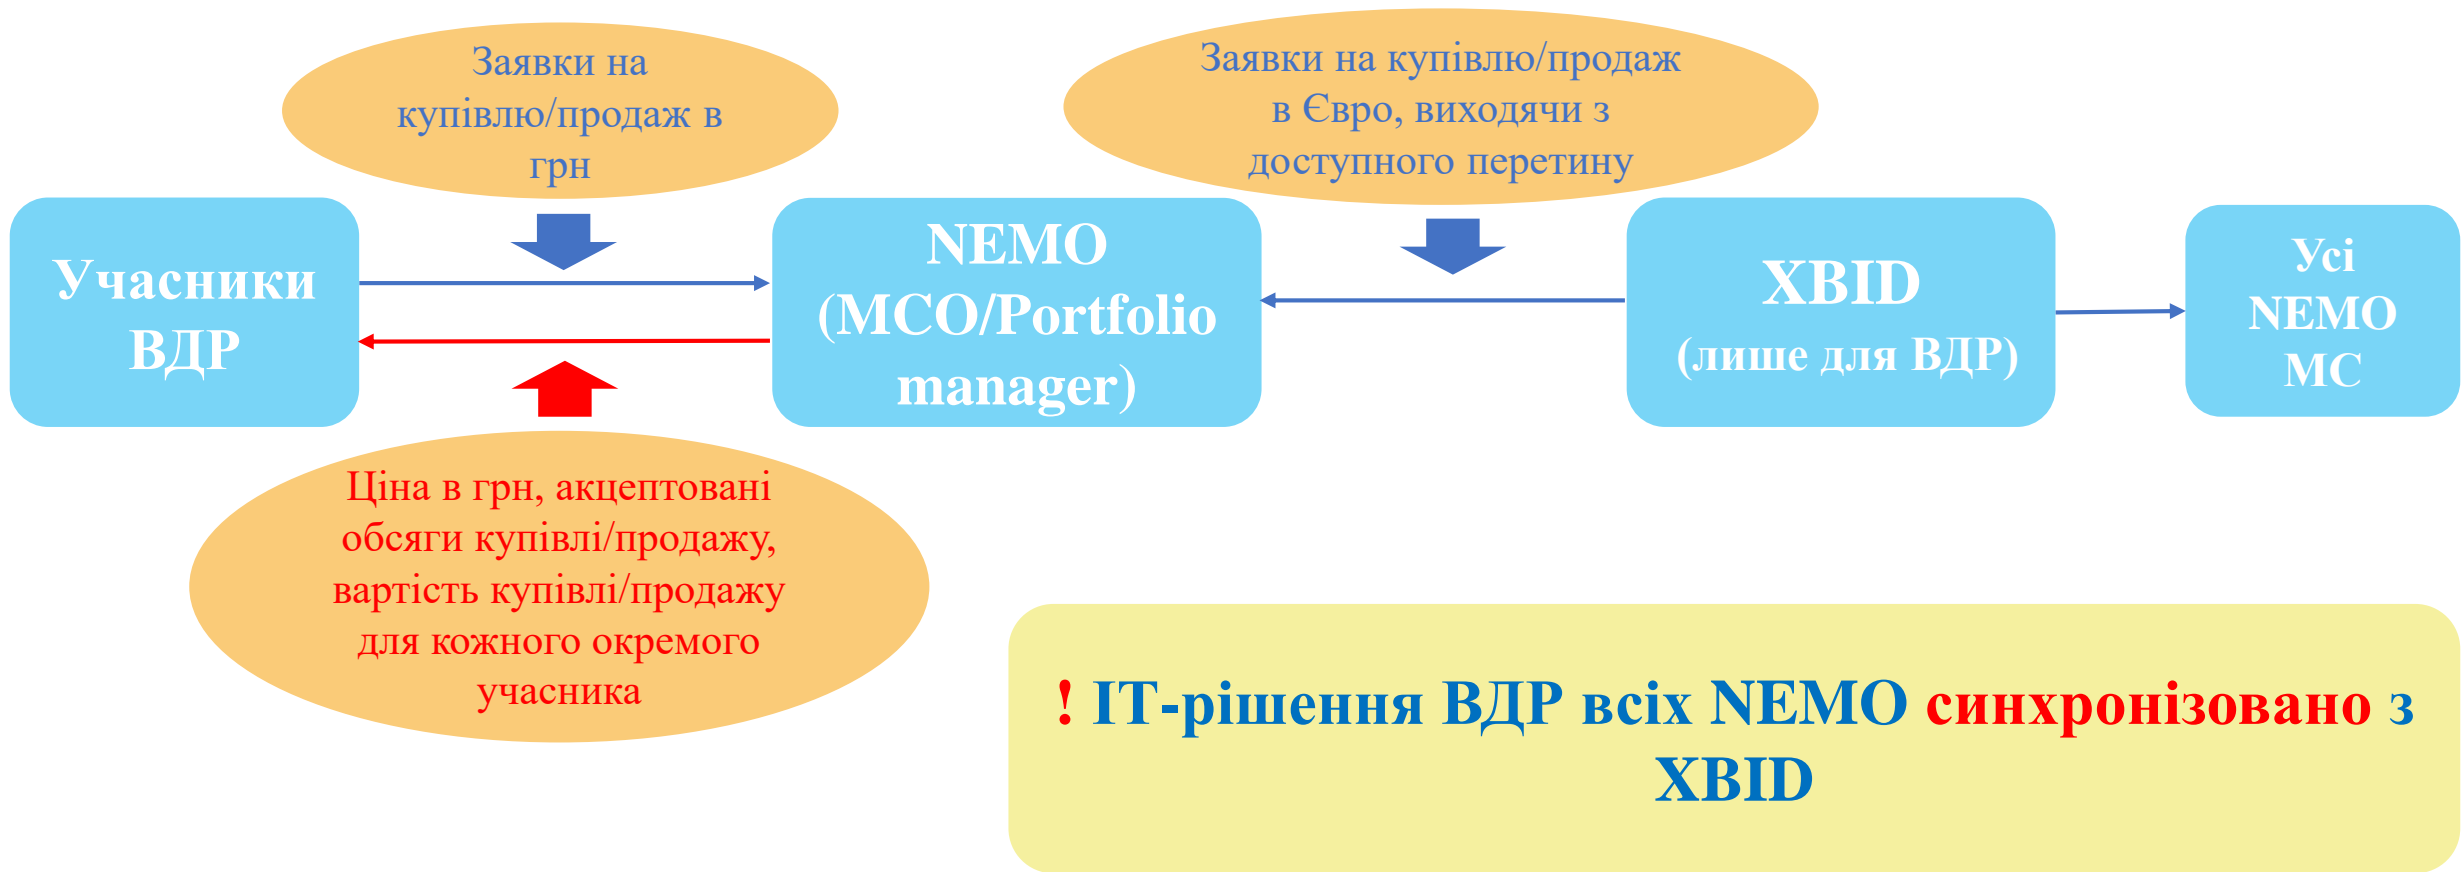 Заявки на
купівлю/продаж в
грн
Заявки на купівлю/продаж
в Євро, виходячи з
доступного перетину
Учасники
ВДР
NEMO
(MCO/Portfolio
manager)
XBID
(лише для ВДР)
Усі
NEMO
МС
Ціна в грн, акцептовані
обсяги купівлі/продажу,
вартість купівлі/продажу
для кожного окремого
учасника
! ІТ-рішення ВДР всіх NEMO синхронізовано з
XBID